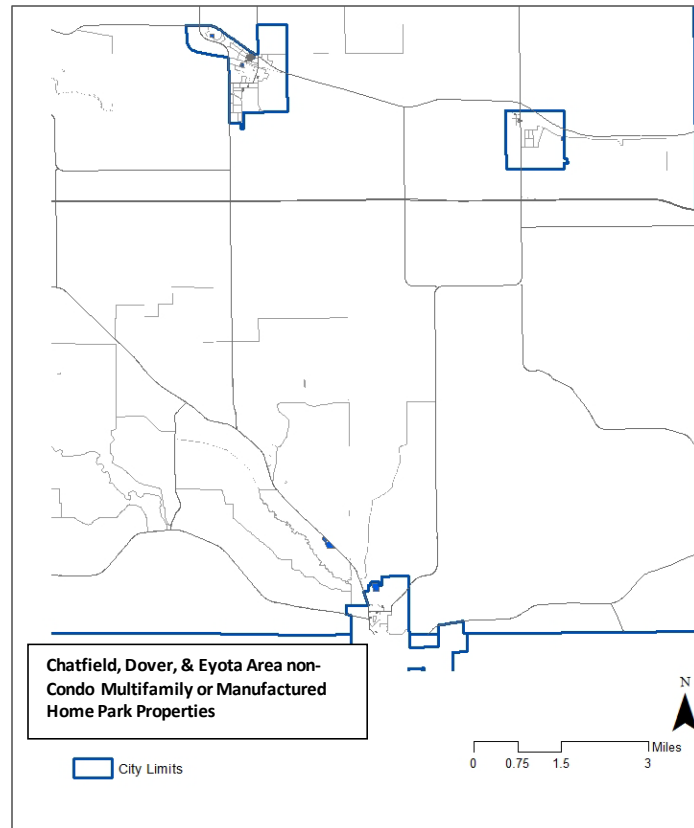 Chatfield, Dover, & Eyota Area non-
Condo Multifamily or Manufactured
Home Park Properties
City Limits
N
Miles
0 0.75 1.5 3